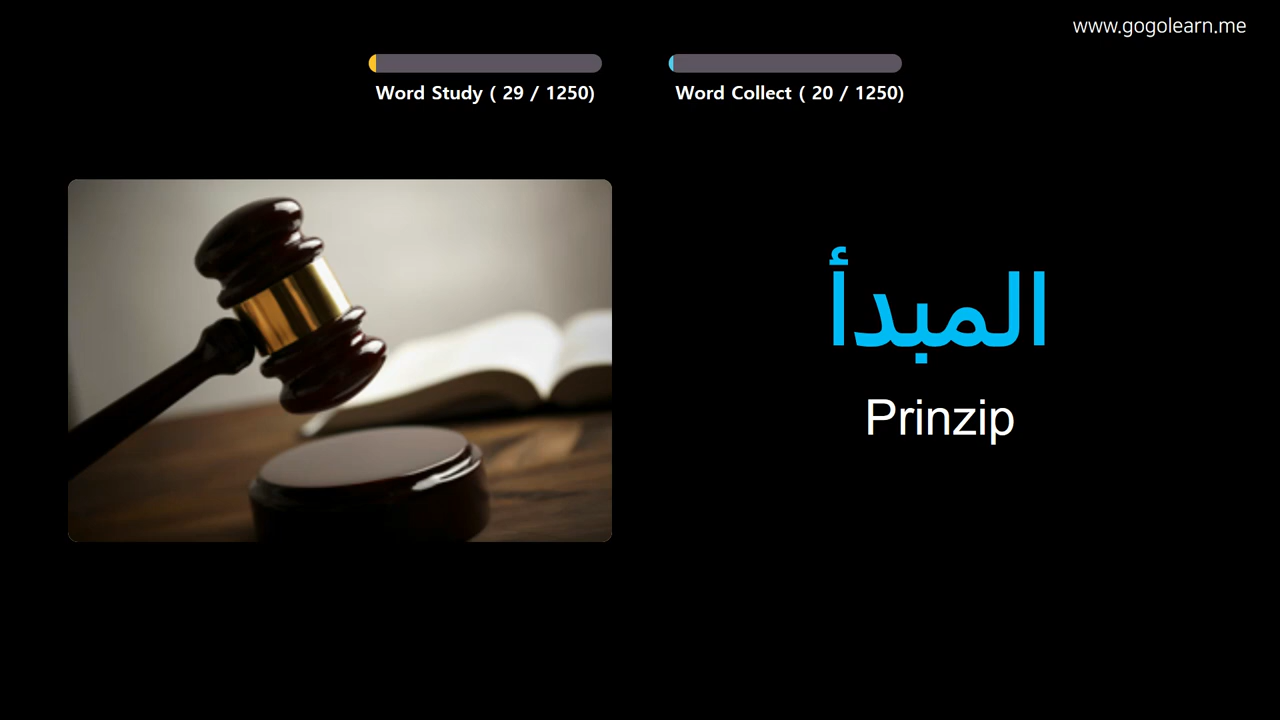 www.gogolearn.me
Word Study ( 29 / 1250)
Word Collect ( 20 / 1250)
المبدأ
Prinzip